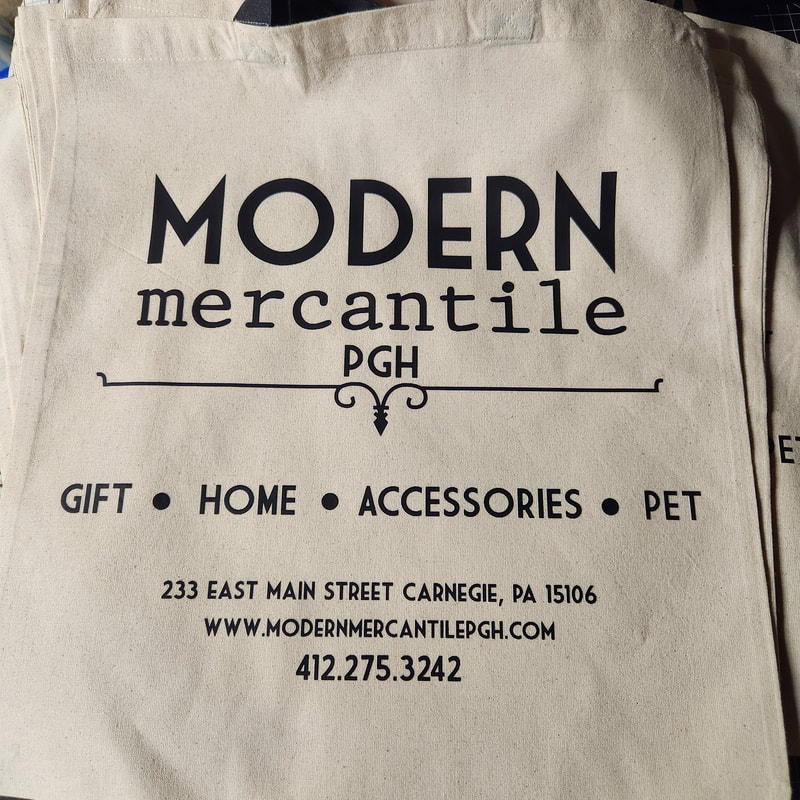 MODERN
mercantile
PGH
GIFT • HOME • ACCESSORIES • PET
233 EAST MAIN STREET CARNEGIE, PA 15106
WWW.MODERNMERCANTILEPGH.COM
412.275.3242